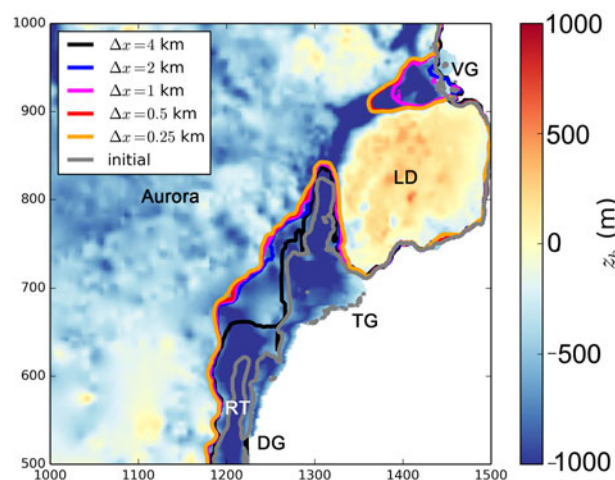 Δx = 4 km
Δx = 2 km
Δx = 1 km
Δx = 0.5 km
Δx = 0.25 km
initial
Aurora
VG
LD
TG
RT
DG
1000
900
800
700
600
500
1000 1100 1200 1300 1400 1500
1000
500
0
−500
−1000
z_b (m)